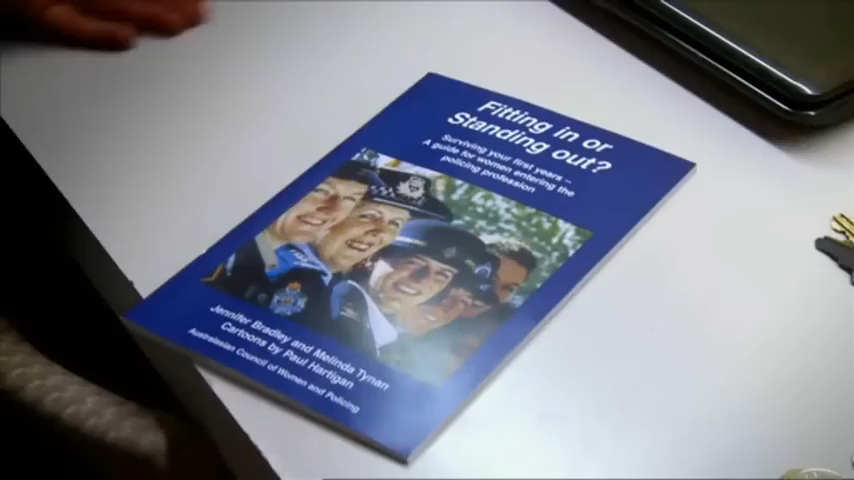 Fitting in or
Standing out?
Surviving your first years –
A guide for women entering the
policing profession
Jennifer Bradley and Melinda Tynan
Cartoons by Paul Hartigan
Australasian Council of Women and Policing